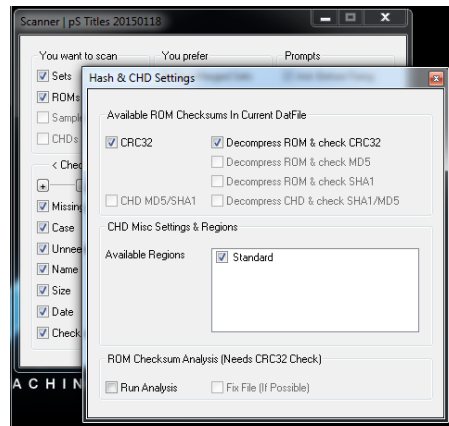 Scanner | pS Titles 20150118
You want to scan
You prefer
Prompts
Sets
ROMs
Sampl
CHDs
< Chec
Missing
Case
Unnee
Name
Size
Date
Check
Hash & CHD Settings
Available ROM Checksums In Current DatFile
CRC32
Decompress ROM & check CRC32
Decompress ROM & check MD5
Decompress ROM & check SHA1
CHD MD5/SHA1
Decompress CHD & check SHA1/MD5
CHD Misc Settings & Regions
Available Regions
Standard
ROM Checksum Analysis (Needs CRC32 Check)
Run Analysis
Fix File (If Possible)
ACHIN